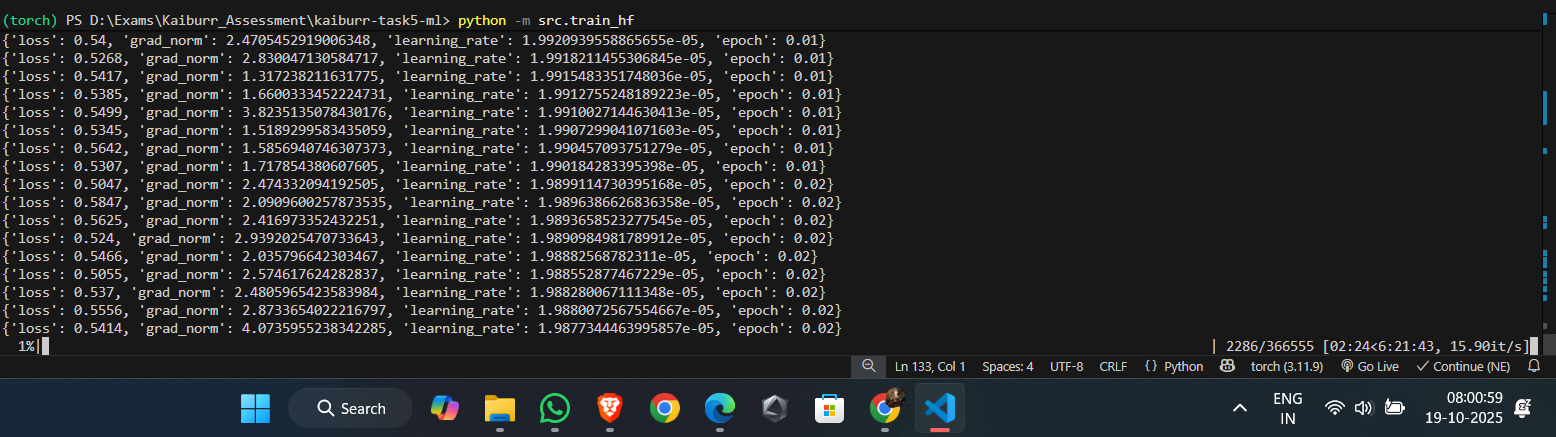 (torch) PS D:\Exams\Kaiburr_Assessment\kaiburr-task5-ml> python -m src.train_hf
{'loss': 0.54, 'grad_norm': 2.4705452919006348, 'learning_rate': 1.9920939558865655e-05, 'epoch': 0.01}
{'loss': 0.5268, 'grad_norm': 2.830047130584717, 'learning_rate': 1.9918211455306845e-05, 'epoch': 0.01}
{'loss': 0.5417, 'grad_norm': 1.317238211631775, 'learning_rate': 1.9915483351748036e-05, 'epoch': 0.01}
{'loss': 0.5385, 'grad_norm': 1.6600333452224731, 'learning_rate': 1.9912755248189223e-05, 'epoch': 0.01}
{'loss': 0.5499, 'grad_norm': 3.8235135078430176, 'learning_rate': 1.9910027144630413e-05, 'epoch': 0.01}
{'loss': 0.5345, 'grad_norm': 1.5189299583435059, 'learning_rate': 1.9907299041071603e-05, 'epoch': 0.01}
{'loss': 0.5642, 'grad_norm': 1.5856940746307373, 'learning_rate': 1.990457093751279e-05, 'epoch': 0.01}
{'loss': 0.5307, 'grad_norm': 1.717854380607605, 'learning_rate': 1.990184283395398e-05, 'epoch': 0.01}
{'loss': 0.5047, 'grad_norm': 2.474332094192505, 'learning_rate': 1.9899114730395168e-05, 'epoch': 0.02}
{'loss': 0.5847, 'grad_norm': 2.0909600257873535, 'learning_rate': 1.9896386626836358e-05, 'epoch': 0.02}
{'loss': 0.5625, 'grad_norm': 2.416973352432251, 'learning_rate': 1.9893658523277545e-05, 'epoch': 0.02}
{'loss': 0.524, 'grad_norm': 2.9392025470733643, 'learning_rate': 1.9890984981789912e-05, 'epoch': 0.02}
{'loss': 0.5466, 'grad_norm': 2.035796642303467, 'learning_rate': 1.98882568782311e-05, 'epoch': 0.02}
{'loss': 0.5055, 'grad_norm': 2.574617624282837, 'learning_rate': 1.988552877467229e-05, 'epoch': 0.02}
{'loss': 0.537, 'grad_norm': 2.4805965423583984, 'learning_rate': 1.988280067111348e-05, 'epoch': 0.02}
{'loss': 0.5556, 'grad_norm': 2.8733654022216797, 'learning_rate': 1.9880072567554667e-05, 'epoch': 0.02}
{'loss': 0.5414, 'grad_norm': 4.0735955238342285, 'learning_rate': 1.9877344463995857e-05, 'epoch': 0.02}
1%| | 2286/366555 [02:24<6:21:43, 15.90it/s]
Ln 133, Col 1 Spaces: 4 UTF-8 CRLF {} Python torch (3.11.9) Go Live Continue (NE)
Search ENG 08:00:59
IN 19-10-2025